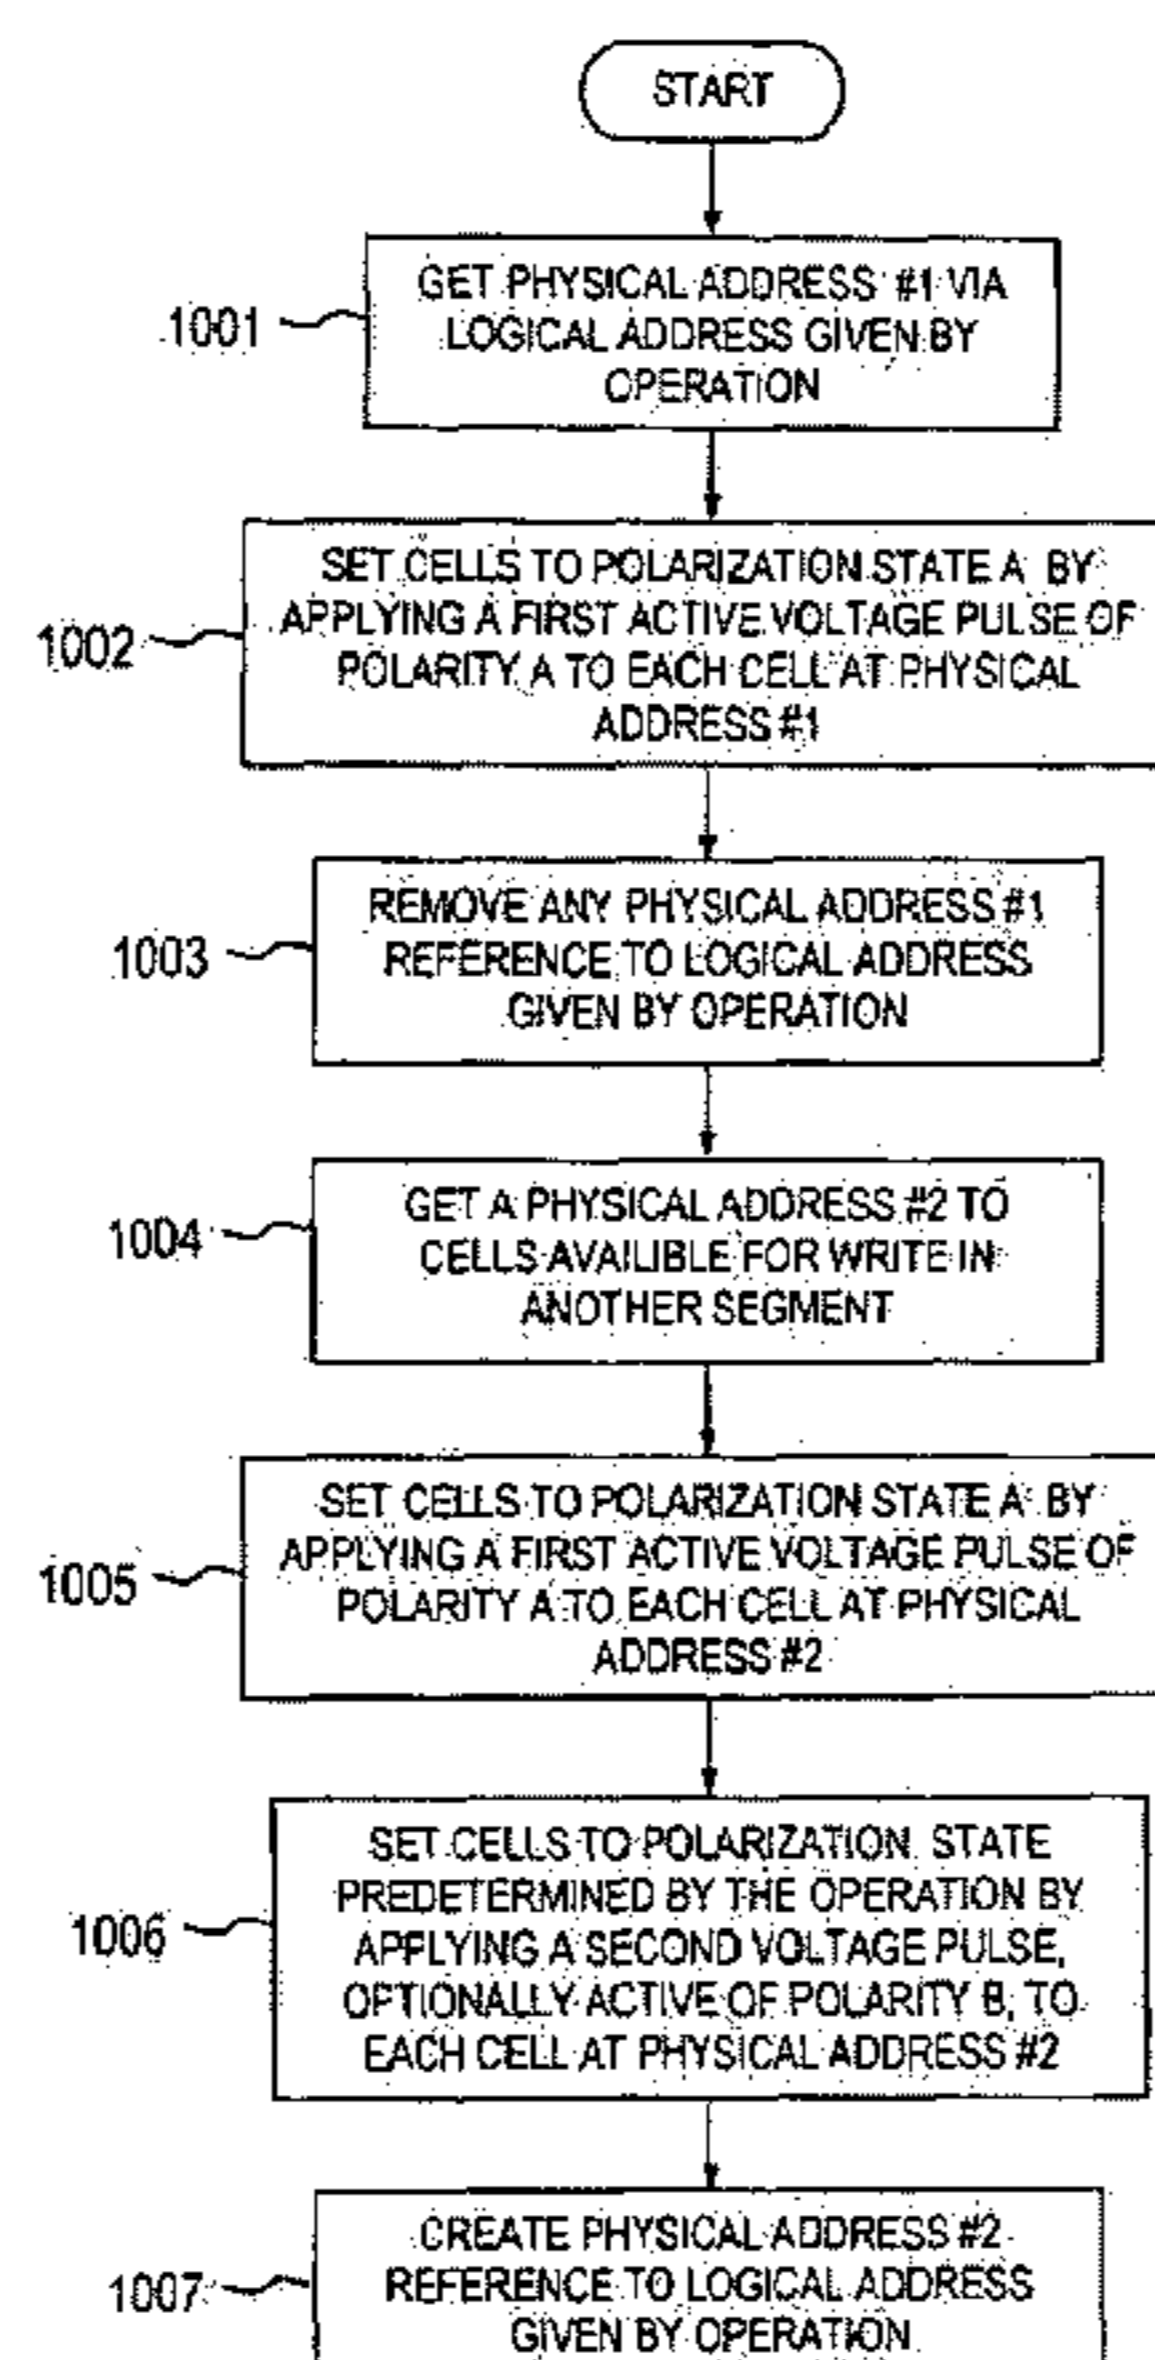 START
1001
GET PHYSICAL ADDRESS #1 VIA
LOGICAL ADDRESS GIVEN BY
OPERATION
1002
SET CELLS TO POLARIZATION STATE A BY
APPLYING A FIRST ACTIVE VOLTAGE PULSE OF
POLARITY A TO EACH CELL AT PHYSICAL
ADDRESS #1
1003
REMOVE ANY PHYSICAL ADDRESS #1
REFERENCE TO LOGICAL ADDRESS
GIVEN BY OPERATION
1004
GET A PHYSICAL ADDRESS #2 TO
CELLS AVAILIBLE FOR WRITE IN
ANOTHER SEGMENT
1005
SET CELLS TO POLARIZATION STATE A BY
APPLYING A FIRST ACTIVE VOLTAGE PULSE OF
POLARITY A TO EACH CELL AT PHYSICAL
ADDRESS #2
1006
SET CELLS TO POLARIZATION STATE
PREDETERMINED BY THE OPERATION BY
APPLYING A SECOND VOLTAGE PULSE,
OPTIONALLY ACTIVE OF POLARITY B, TO
EACH CELL AT PHYSICAL ADDRESS #2
1007
CREATE PHYSICAL ADDRESS #2
REFERENCE TO LOGICAL ADDRESS
GIVEN BY OPERATION